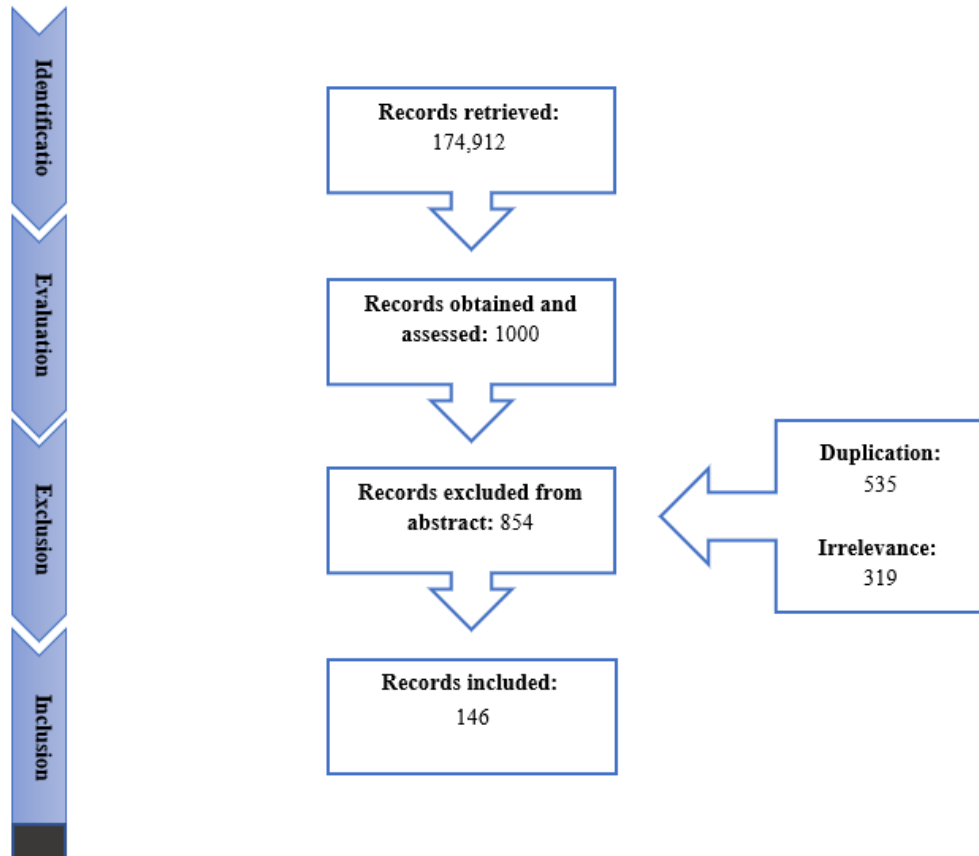 Identificatio
Records retrieved:
174,912
Evaluation
Records obtained and
assessed: 1000
Exclusion
Records excluded from
abstract: 854
Duplication:
535
Irrelevance:
319
Inclusion
Records included:
146